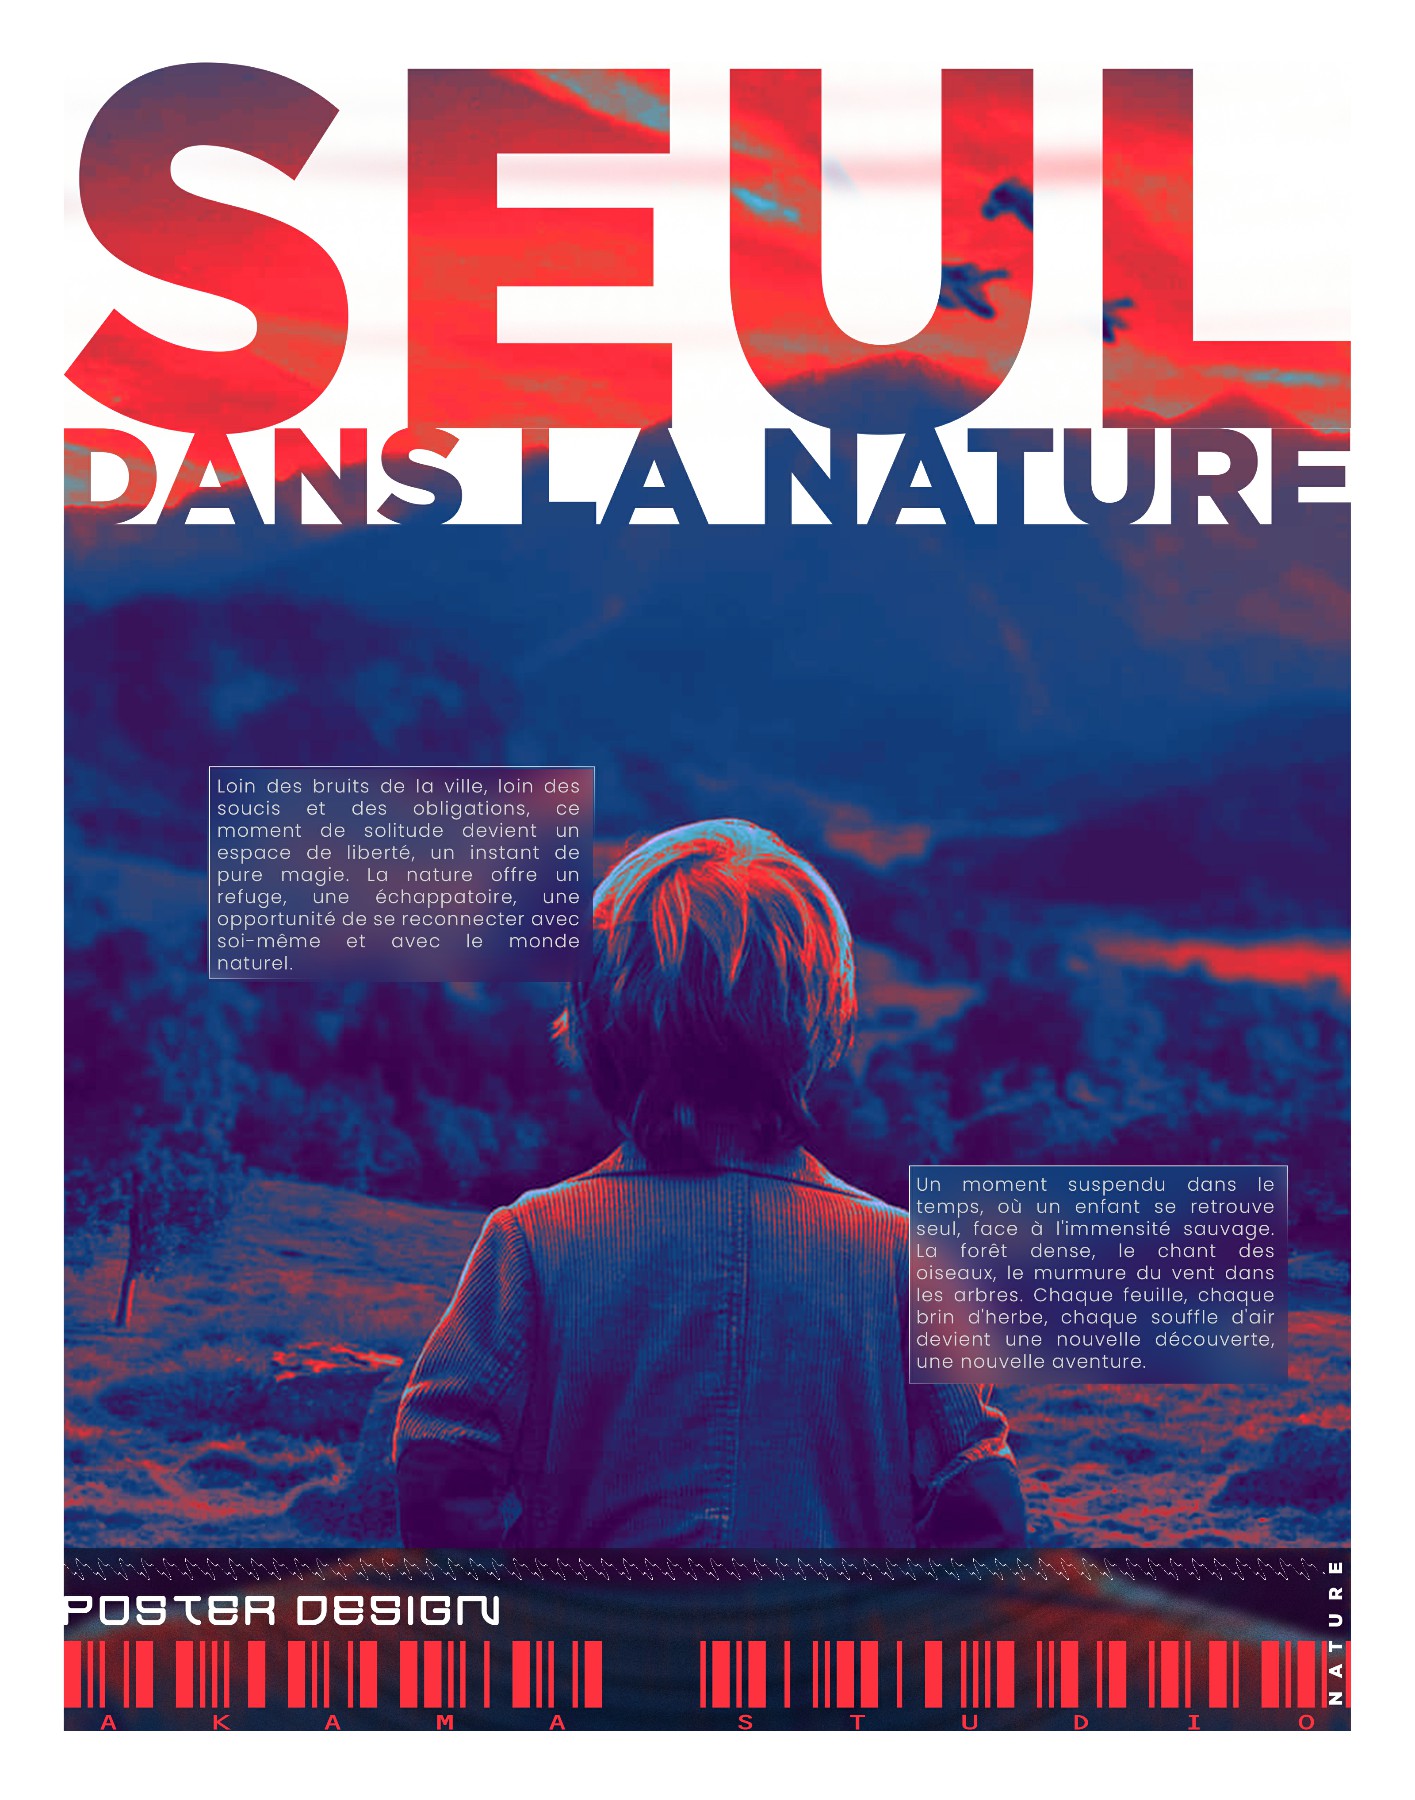 SEUL
DANS LA NATURE
Loin des bruits de la ville, loin des
soucis et des obligations, ce
moment de solitude devient un
espace de liberté, un instant de
pure magie. La nature offre un
refuge, une échappatoire, une
opportunité de se reconnecter avec
soi-même et avec le monde
naturel.
Un moment suspendu dans le
temps, où un enfant se retrouve
seul, face à l'immensité sauvage.
La forêt dense, le chant des
oiseaux, le murmure du vent dans
les arbres. Chaque feuille, chaque
brin d'herbe, chaque souffle d'air
devient une nouvelle découverte,
une nouvelle aventure.
POSTER DESIGN
NATURE
AKAMA STUDIO